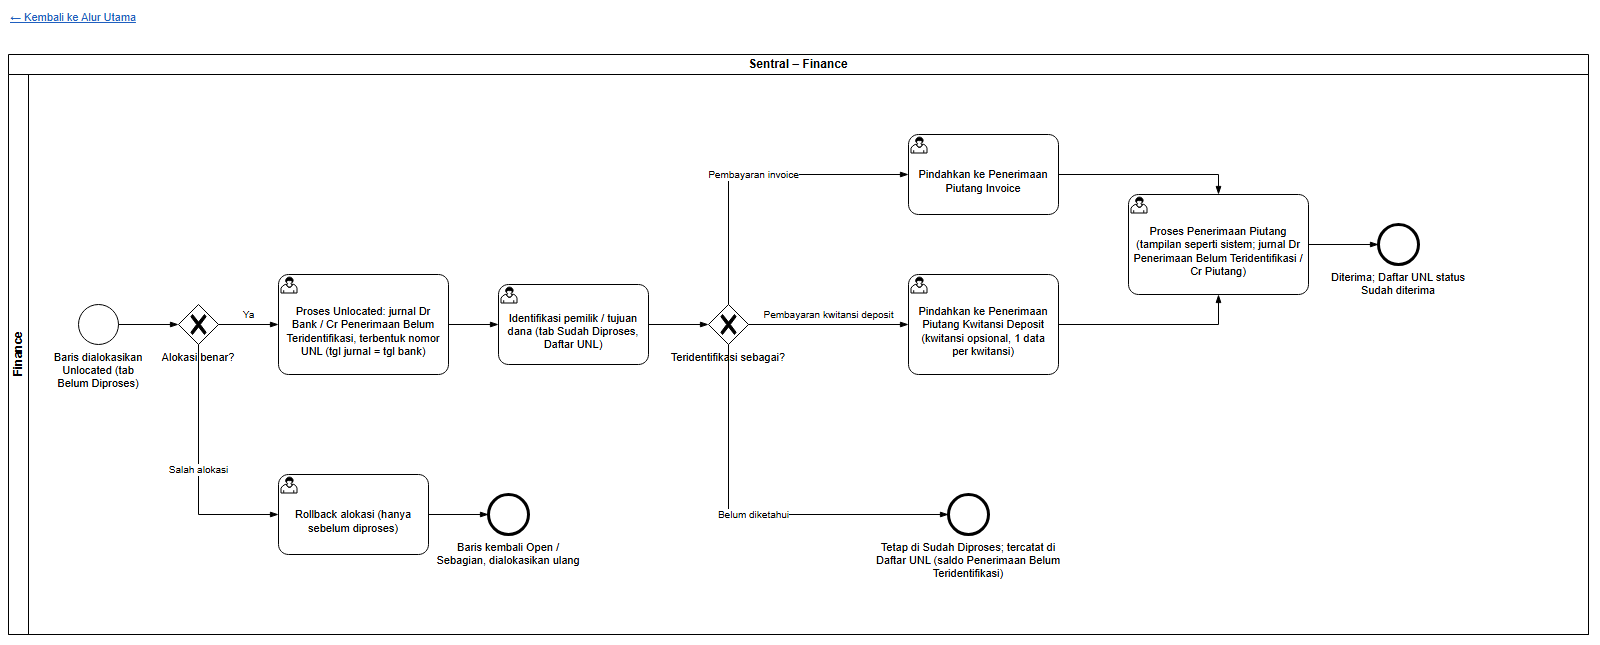 ← Kembali ke Alur Utama
Sentral – Finance
Finance
Baris dialokasikan
Unlocated (tab
Belum Diproses)
Alokasi benar?
Ya
Salah alokasi
Proses Unlocated: jurnal Dr
Bank / Cr Penerimaan Belum
Teridentifikasi, terbentuk nomor
UNL (tgl jurnal = tgl bank)
Rollback alokasi (hanya
sebelum diproses)
Baris kembali Open /
Sebagian, dialokasikan ulang
Identifikasi pemilik / tujuan
dana (tab Sudah Diproses,
Daftar UNL)
Teridentifikasi sebagai?
Pembayaran invoice
Pembayaran kwitansi deposit
Belum diketahui
Pindahkan ke Penerimaan
Piutang Invoice
Pindahkan ke Penerimaan
Piutang Kwitansi Deposit
(kwitansi opsional, 1 data
per kwitansi)
Tetap di Sudah Diproses; tercatat di
Daftar UNL (saldo Penerimaan Belum
Teridentifikasi)
Proses Penerimaan Piutang
(tampilan seperti sistem; jurnal Dr
Penerimaan Belum Teridentifikasi /
Cr Piutang)
Diterima; Daftar UNL status
Sudah diterima